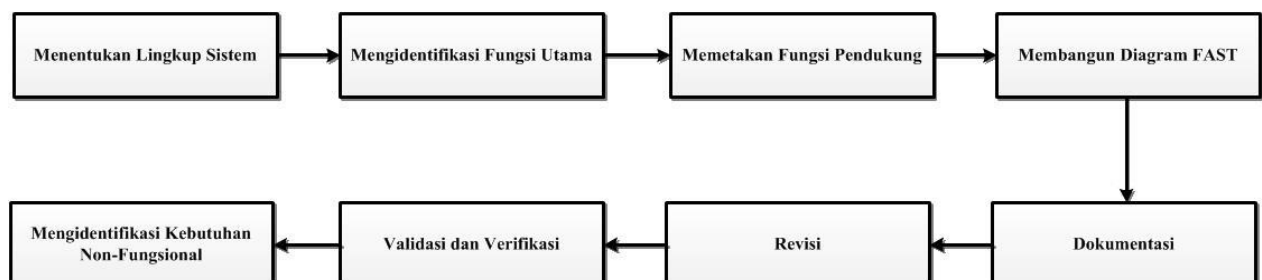 Menentukan Lingkup Sistem
Mengidentifikasi Fungsi Utama
Memetakan Fungsi Pendukung
Membangun Diagram FAST
Mengidentifikasi Kebutuhan
Non-Fungsional
Validasi dan Verifikasi
Revisi
Dokumentasi